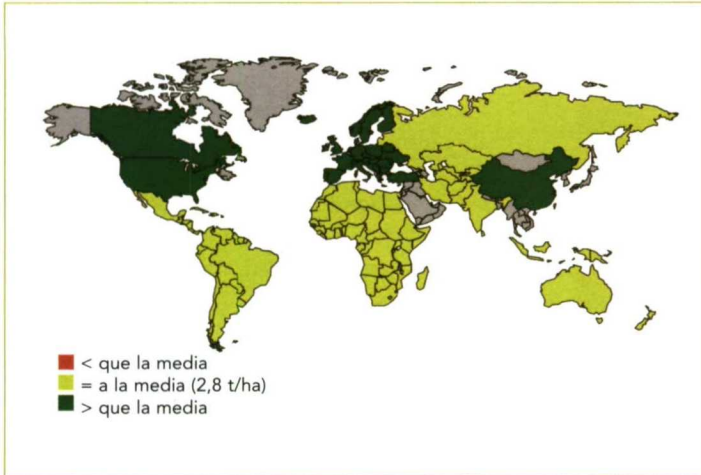 < que la media
= a la media (2,8 t/ha)
> que la media